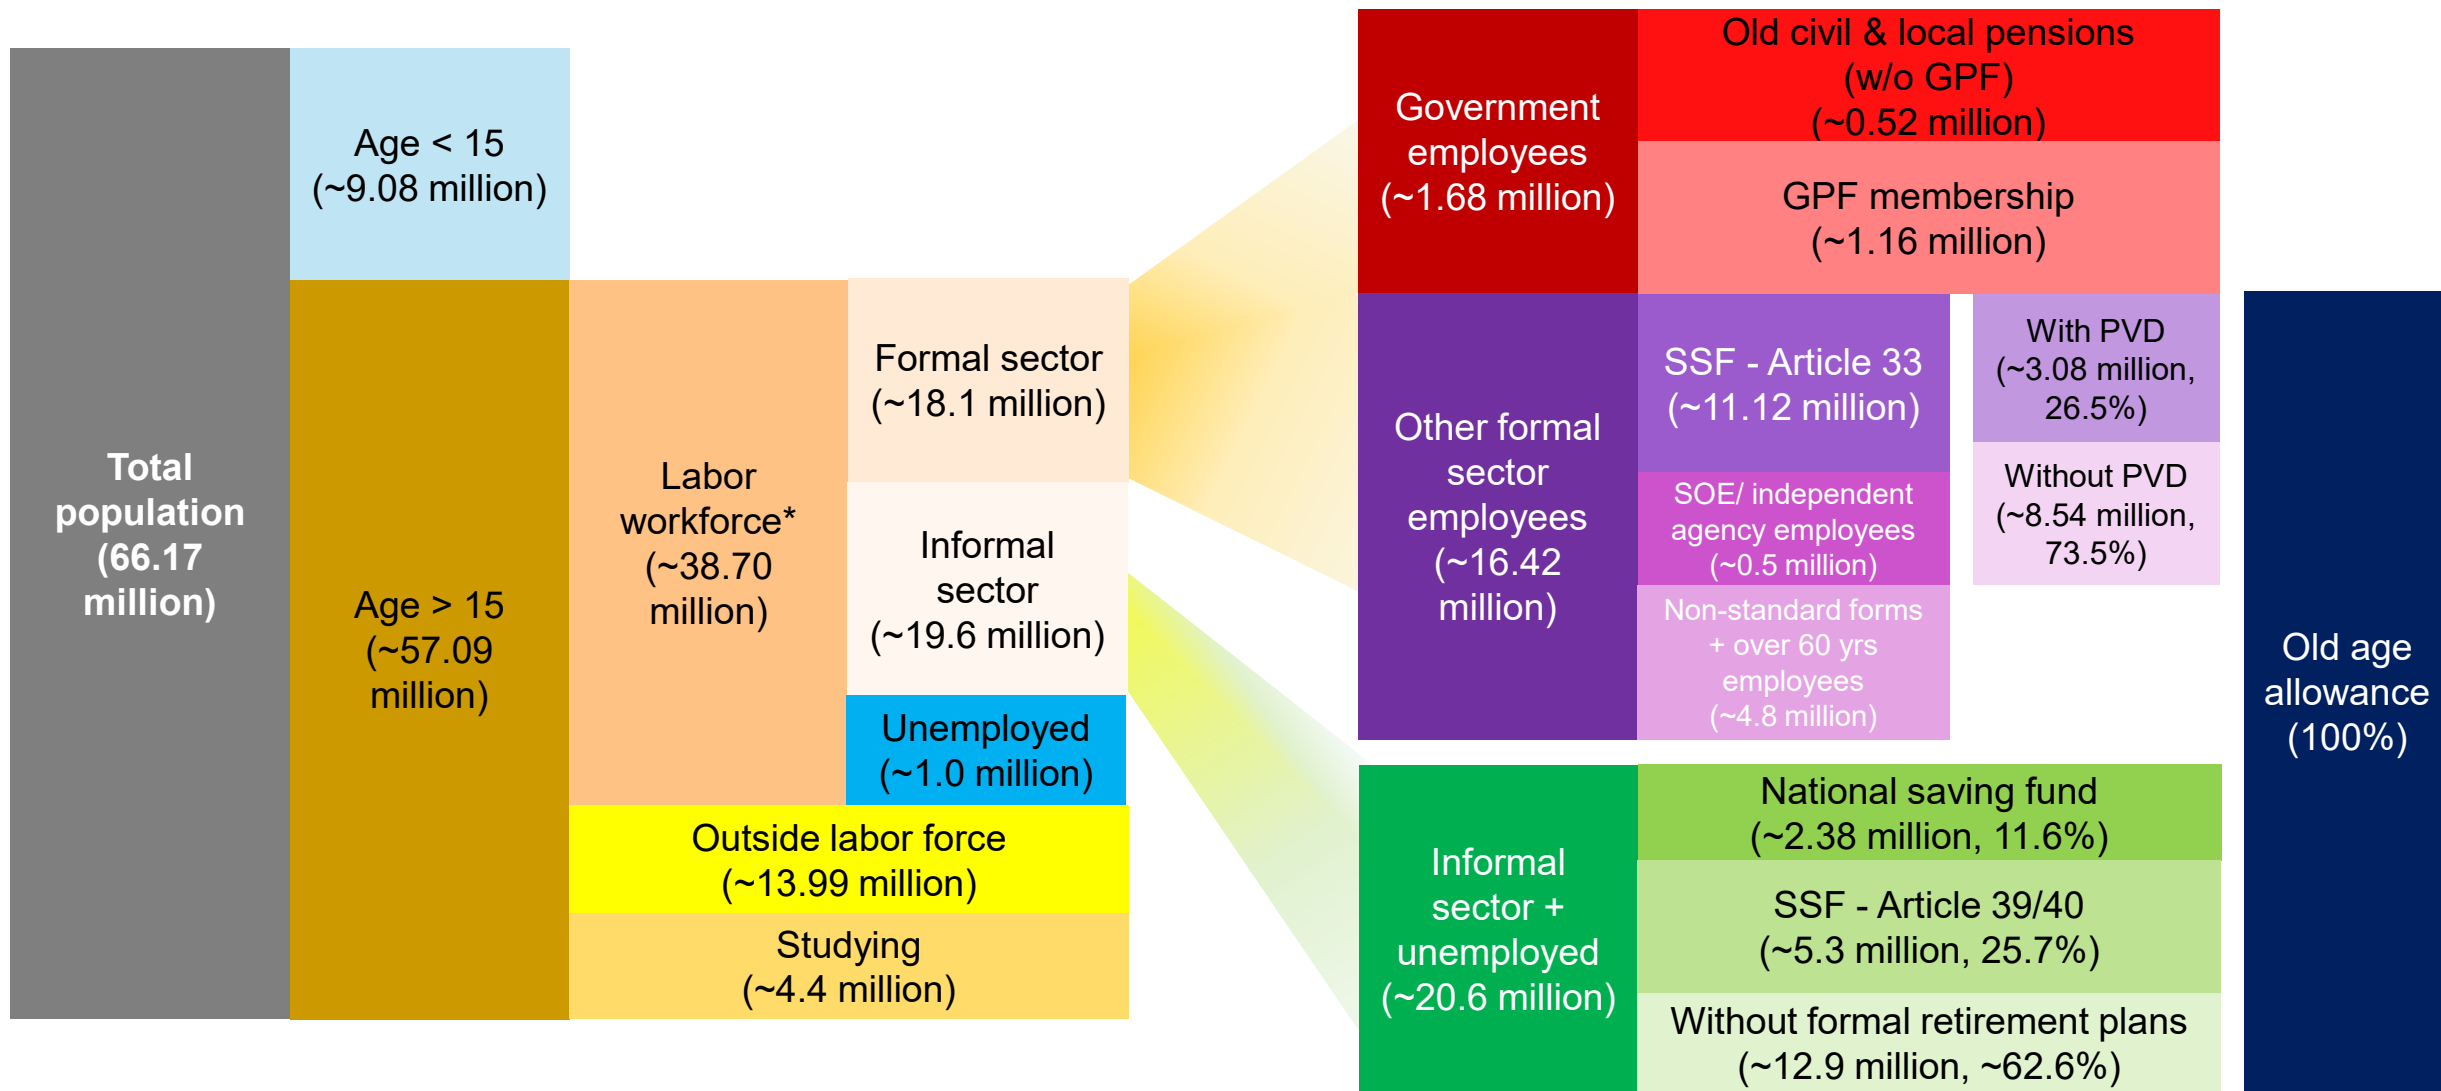 Total
population
(66.17
million)
Age < 15
(~9.08 million)
Age > 15
(~57.09
million)
Labor
workforce*
(~38.70
million)
Formal sector
(~18.1 million)
Informal
sector
(~19.6 million)
Unemployed
(~1.0 million)
Outside labor force
(~13.99 million)
Studying
(~4.4 million)
Government
employees
(~1.68 million)
Old civil & local pensions
(w/o GPF)
(~0.52 million)
GPF membership
(~1.16 million)
Other formal
sector
employees
(~16.42
million)
SSF - Article 33
(~11.12 million)
SOE/ independent
agency employees
(~0.5 million)
Non-standard forms
+ over 60 yrs
employees
(~4.8 million)
With PVD
(~3.08 million,
26.5%)
Without PVD
(~8.54 million,
73.5%)
Informal
sector +
unemployed
(~20.6 million)
National saving fund
(~2.38 million, 11.6%)
SSF - Article 39/40
(~5.3 million, 25.7%)
Without formal retirement plans
(~12.9 million, ~62.6%)
Old age
allowance
(100%)